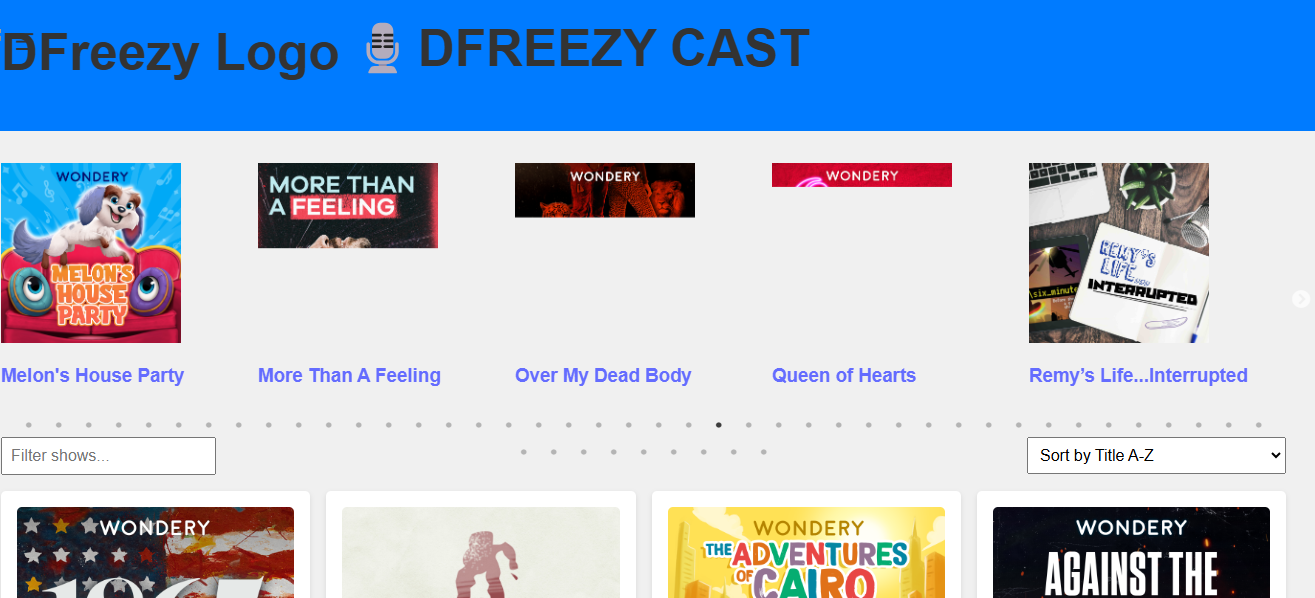 DFreezy Logo
DFREEZY CAST
WONDERY
MELON'S
HOUSE
PARTY
MORE THAN
A FEELING
WONDERY
WONDERY
REMY'S
LIFE...
INTERRUPTED
Melon's House Party
More Than A Feeling
Over My Dead Body
Queen of Hearts
Remy’s Life...Interrupted
Filter shows...
Sort by Title A-Z
WONDERY
1865
WONDERY
THE ADVENTURES
OF CAIRO
WONDERY
AGAINST THE